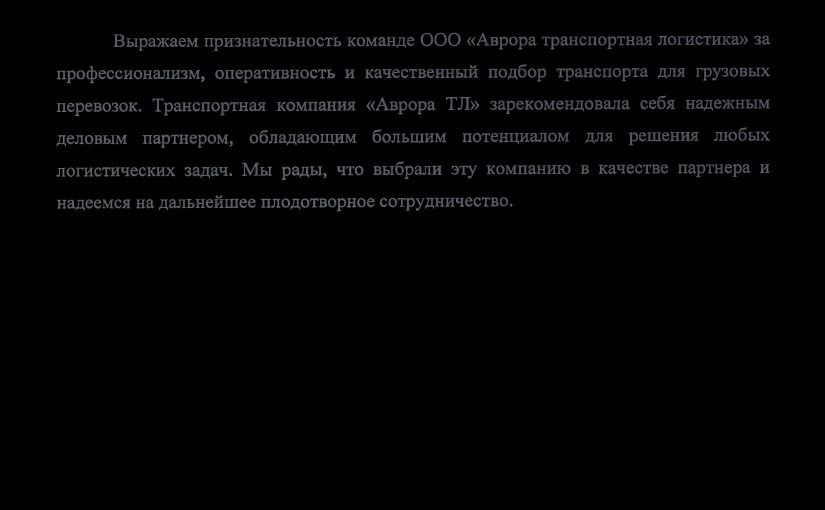 Выражаем признательность команде ООО «Аврора транспортная логистика» за
профессионализм, оперативность и качественный подбор транспорта для грузовых
перевозок. Транспортная компания «Аврора ТЛ» зарекомендовала себя надежным
деловым партнером, обладающим большим потенциалом для решения любых
логистических задач. Мы рады, что выбрали эту компанию в качестве партнера и
надеемся на дальнейшее плодотворное сотрудничество.